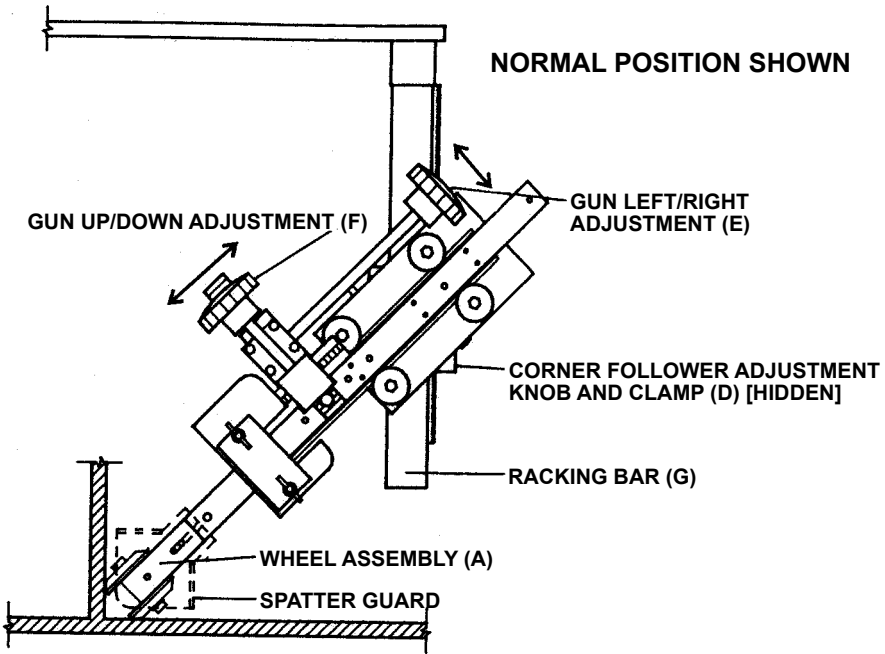 NORMAL POSITION SHOWN
GUN LEFT/RIGHT
ADJUSTMENT (E)
GUN UP/DOWN ADJUSTMENT (F)
CORNER FOLLOWER ADJUSTMENT
KNOB AND CLAMP (D) [HIDDEN]
RACKING BAR (G)
WHEEL ASSEMBLY (A)
SPATTER GUARD